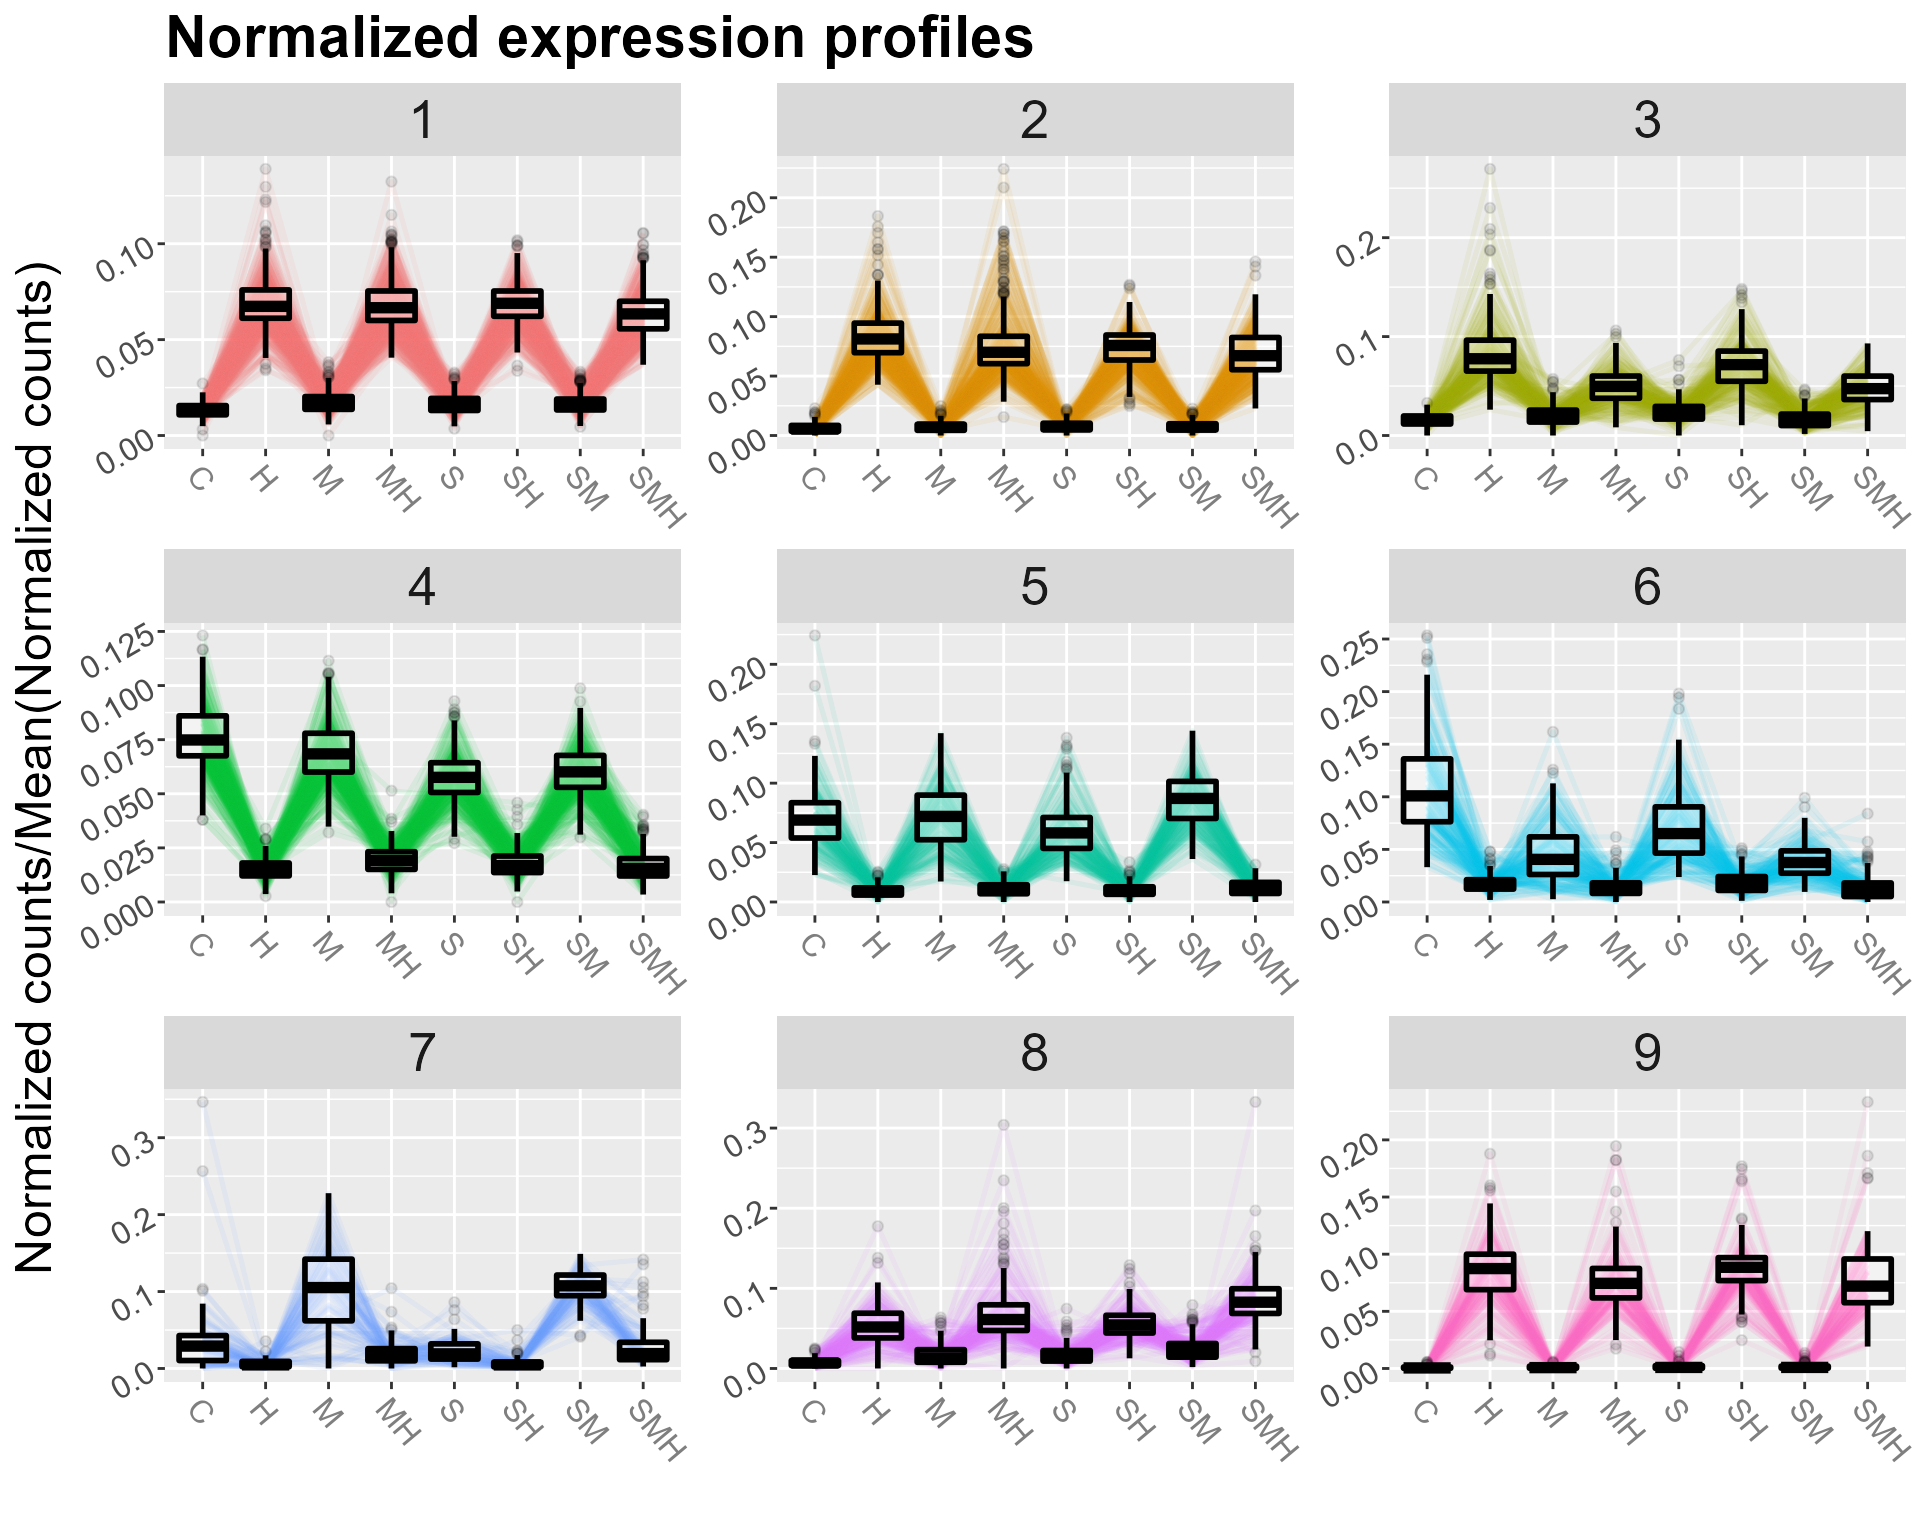 Normalized expression profiles
Normalized counts/Mean(Normalized counts)
1 2 3
0.10 0.05 0.00
C H M MH S SH SM SMH
0.20 0.15 0.10 0.05 0.00
C H M MH S SH SM SMH
0.2 0.1 0.0
C H M MH S SH SM SMH
4 5 6
0.125 0.100 0.075 0.050 0.025 0.000
C H M MH S SH SM SMH
0.20 0.15 0.10 0.05 0.00
C H M MH S SH SM SMH
0.25 0.20 0.15 0.10 0.05 0.00
C H M MH S SH SM SMH
7 8 9
0.3 0.2 0.1 0.0
C H M MH S SH SM SMH
0.3 0.2 0.1 0.0
C H M MH S SH SM SMH
0.20 0.15 0.10 0.05 0.00
C H M MH S SH SM SMH